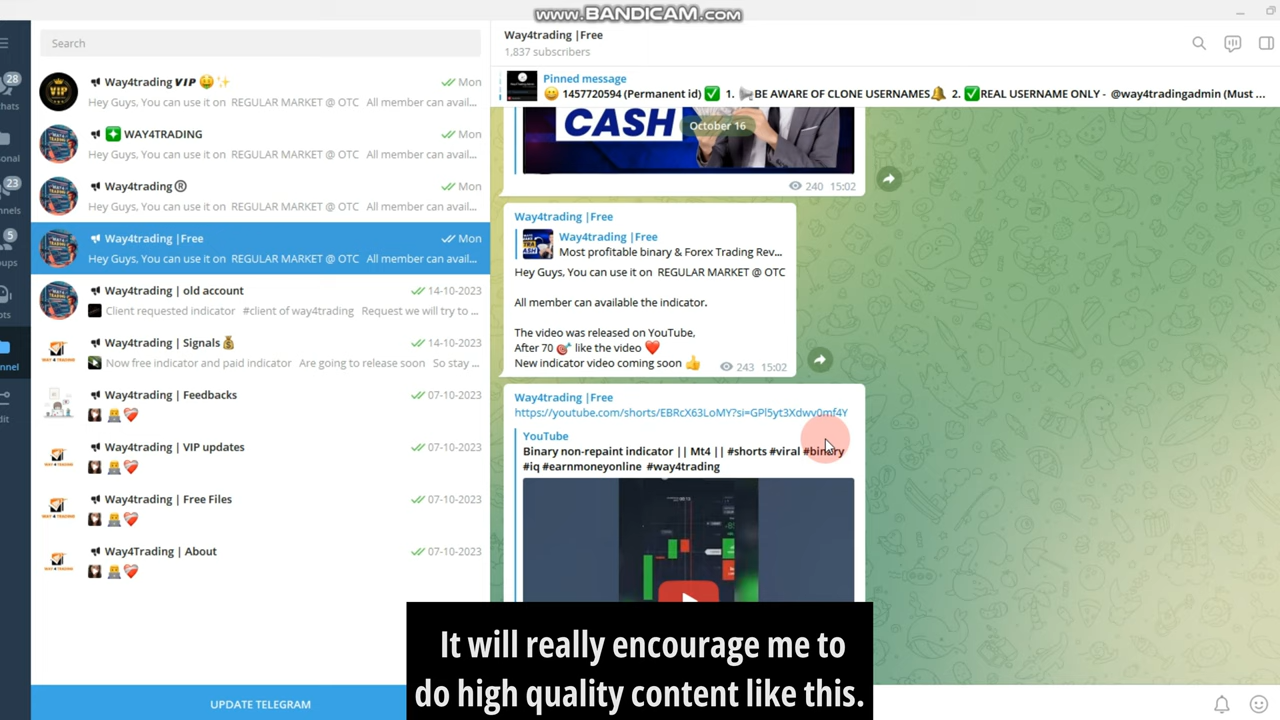 www.BANDICAM.com
Search
28
hats
sonal
23
nnels
5
oups
ots
nnel
dit
Way4trading VIP 🤑✨
Mon
Hey Guys, You can use it on REGULAR MARKET @ OTC All member can avail...
WAY4TRADING
Mon
Hey Guys, You can use it on REGULAR MARKET @ OTC All member can avail...
Way4trading ®
Mon
Hey Guys, You can use it on REGULAR MARKET @ OTC All member can avail...
Way4trading |Free
Mon
Hey Guys, You can use it on REGULAR MARKET @ OTC All member can avail...
Way4trading | old account
14-10-2023
Client requested indicator #client of way4trading Request we will try to ...
Way4trading | Signals 💰
14-10-2023
Now free indicator and paid indicator Are going to release soon So stay ...
Way4trading | Feedbacks
07-10-2023
Way4trading | VIP updates
07-10-2023
Way4trading | Free Files
07-10-2023
Way4Trading | About
07-10-2023
UPDATE TELEGRAM
Way4trading |Free
1,837 subscribers
Pinned message
😀 1457720594 (Permanent id) ✅ 1. 📢BE AWARE OF CLONE USERNAMES🔔 2. ✅REAL USERNAME ONLY - @way4tradingadmin (Must ...
CASH
October 16
240 15:02
Way4trading |Free
Way4trading |Free
Most profitable binary & Forex Trading Rev...
Hey Guys, You can use it on REGULAR MARKET @ OTC
All member can available the indicator.
The video was released on YouTube,
After 70 🎯 like the video ❤️
New indicator video coming soon 👍
243 15:02
Way4trading |Free
https://youtube.com/shorts/EBRcX63LoMY?si=GPl5yt3Xdwv0mf4Y
YouTube
Binary non-repaint indicator || Mt4 || #shorts #viral #binary
#iq #earnmoneyonline #way4trading
It will really encourage me to
do high quality content like this.